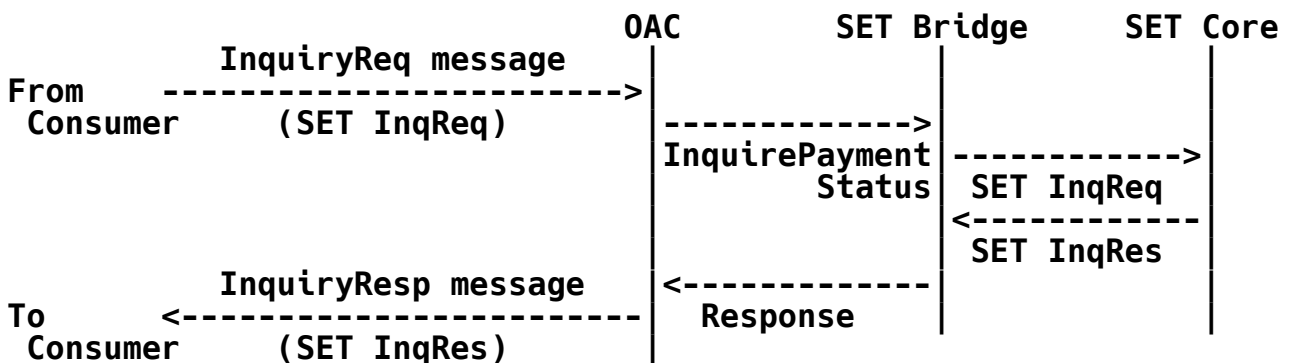 OAC SET Bridge SET Core
InquiryReq message
From ------------------------>
Consumer (SET InqReq) ------------->
InquirePayment ------------>
Status SET InqReq
<------------
SET InqRes
InquiryResp message <-------------
To <------------------------ Response
Consumer (SET InqRes)